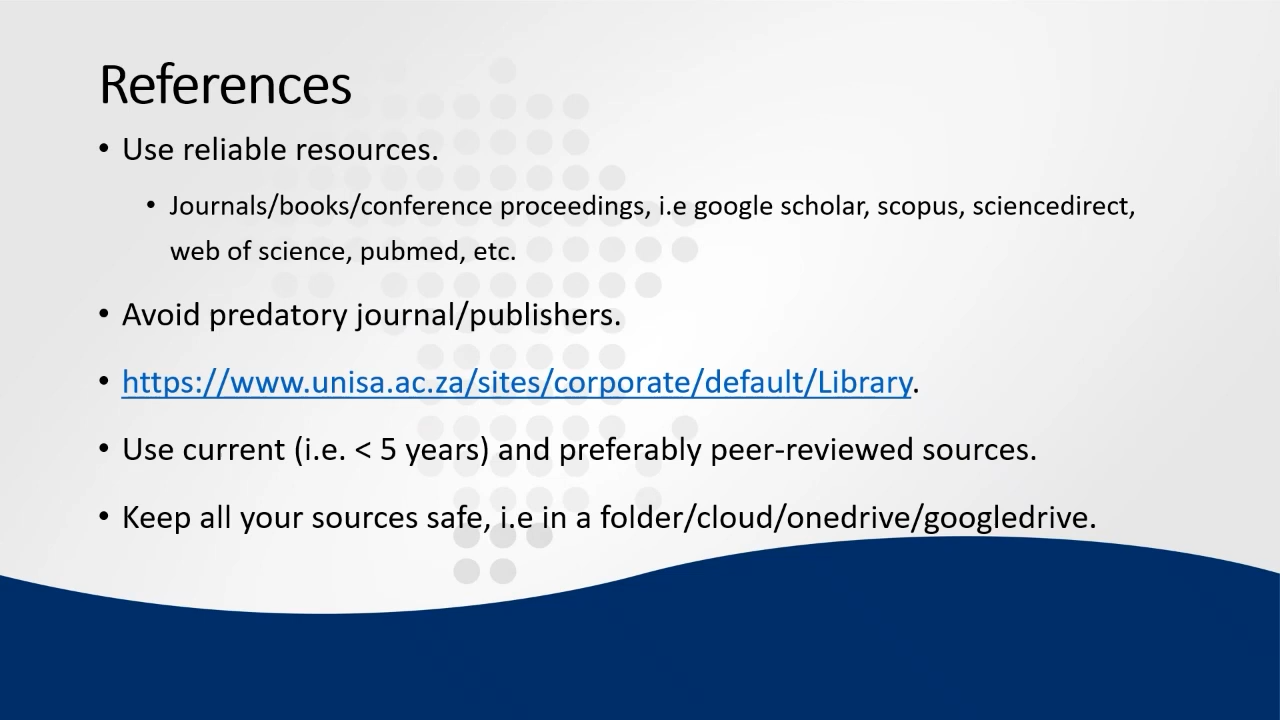 References
• Use reliable resources.
• Journals/books/conference proceedings, i.e google scholar, scopus, sciencedirect,
web of science, pubmed, etc.
• Avoid predatory journal/publishers.
• https://www.unisa.ac.za/sites/corporate/default/Library.
• Use current (i.e. < 5 years) and preferably peer-reviewed sources.
• Keep all your sources safe, i.e in a folder/cloud/onedrive/googledrive.